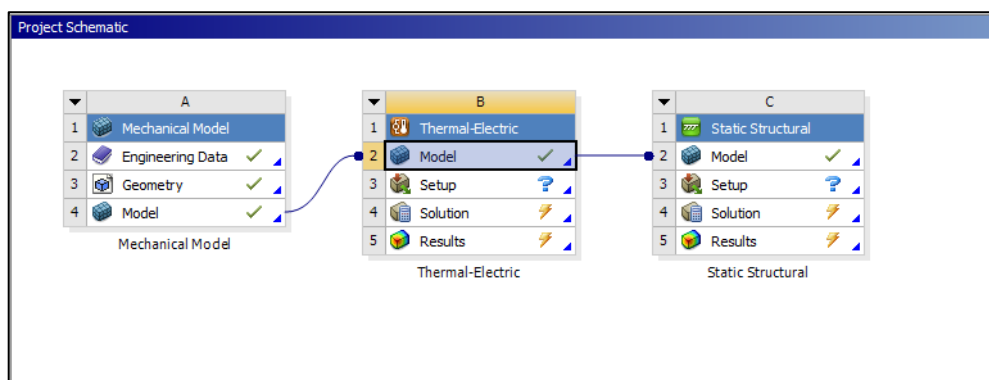 Project Schematic
A
1 Mechanical Model
2 Engineering Data
3 Geometry
4 Model
Mechanical Model
B
1 Thermal-Electric
2 Model
3 Setup
4 Solution
5 Results
Thermal-Electric
C
1 Static Structural
2 Model
3 Setup
4 Solution
5 Results
Static Structural